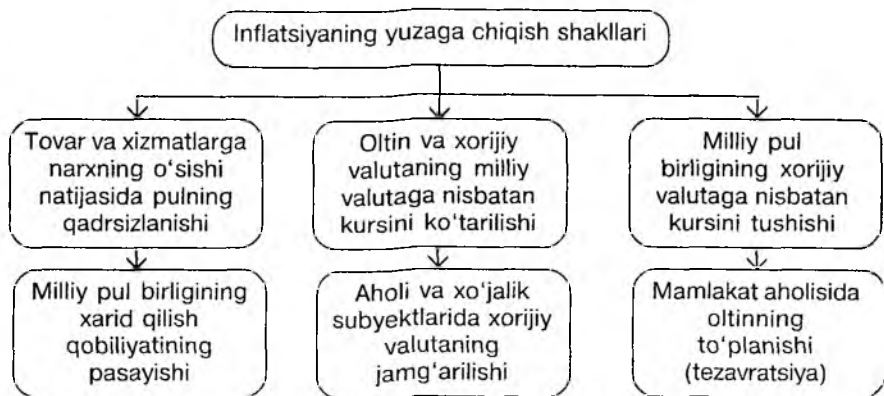 Inflatsiyaning yuzaga chiqish shakllari
Tovar va xizmatlarga
narxning o‘sishi
natijasida pulning
qadrsizlanishi
Oltin va xorijiy
valutaning milliy
valutaga nisbatan
kursini ko‘tarilishi
Milliy pul
birligining xorijiy
valutaga nisbatan
kursini tushishi
Milliy pul birligining
xarid qilish
qobiliyatining
pasayishi
Aholi va xo‘jalik
subyektlarida xorijiy
valutaning
jamg‘arilishi
Mamlakat aholisida
oltinning
to‘planishi
(tezavratsiya)